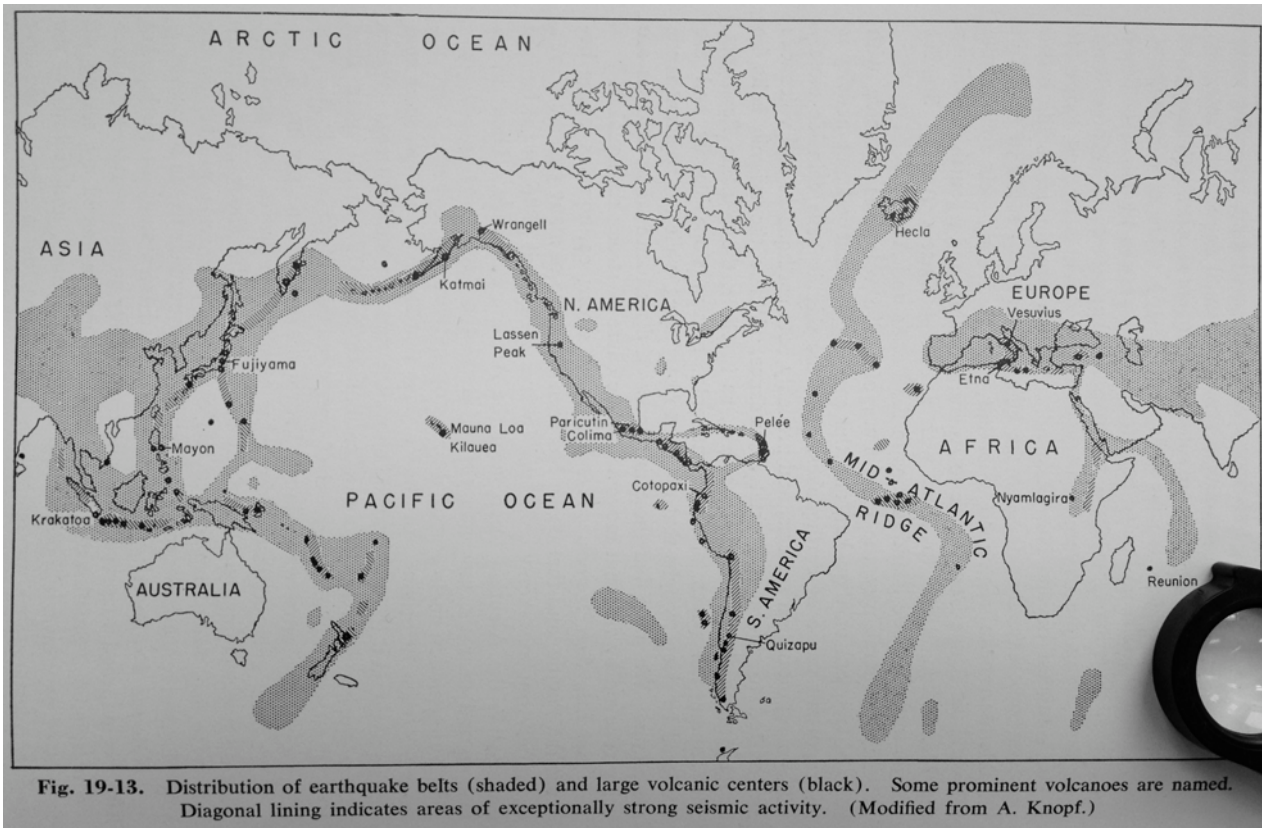 ARCTIC OCEAN
Wrangell
Hecla
ASIA
Katmai
N. AMERICA
EUROPE
Vesuvius
Lassen
Peak
Fujiyama
Etna
Mauna Loa
Kilauea
Paricutin
Colima
Pelée
Mayon
AFRICA
MID-ATLANTIC
RIDGE
Cotopaxi
PACIFIC OCEAN
Nyamlagira
Krakatoa
AUSTRALIA
S. AMERICA
Reunion
Quizapu
Fig. 19-13. Distribution of earthquake belts (shaded) and large volcanic centers (black). Some prominent volcanoes are named.
Diagonal lining indicates areas of exceptionally strong seismic activity. (Modified from A. Knopf.)